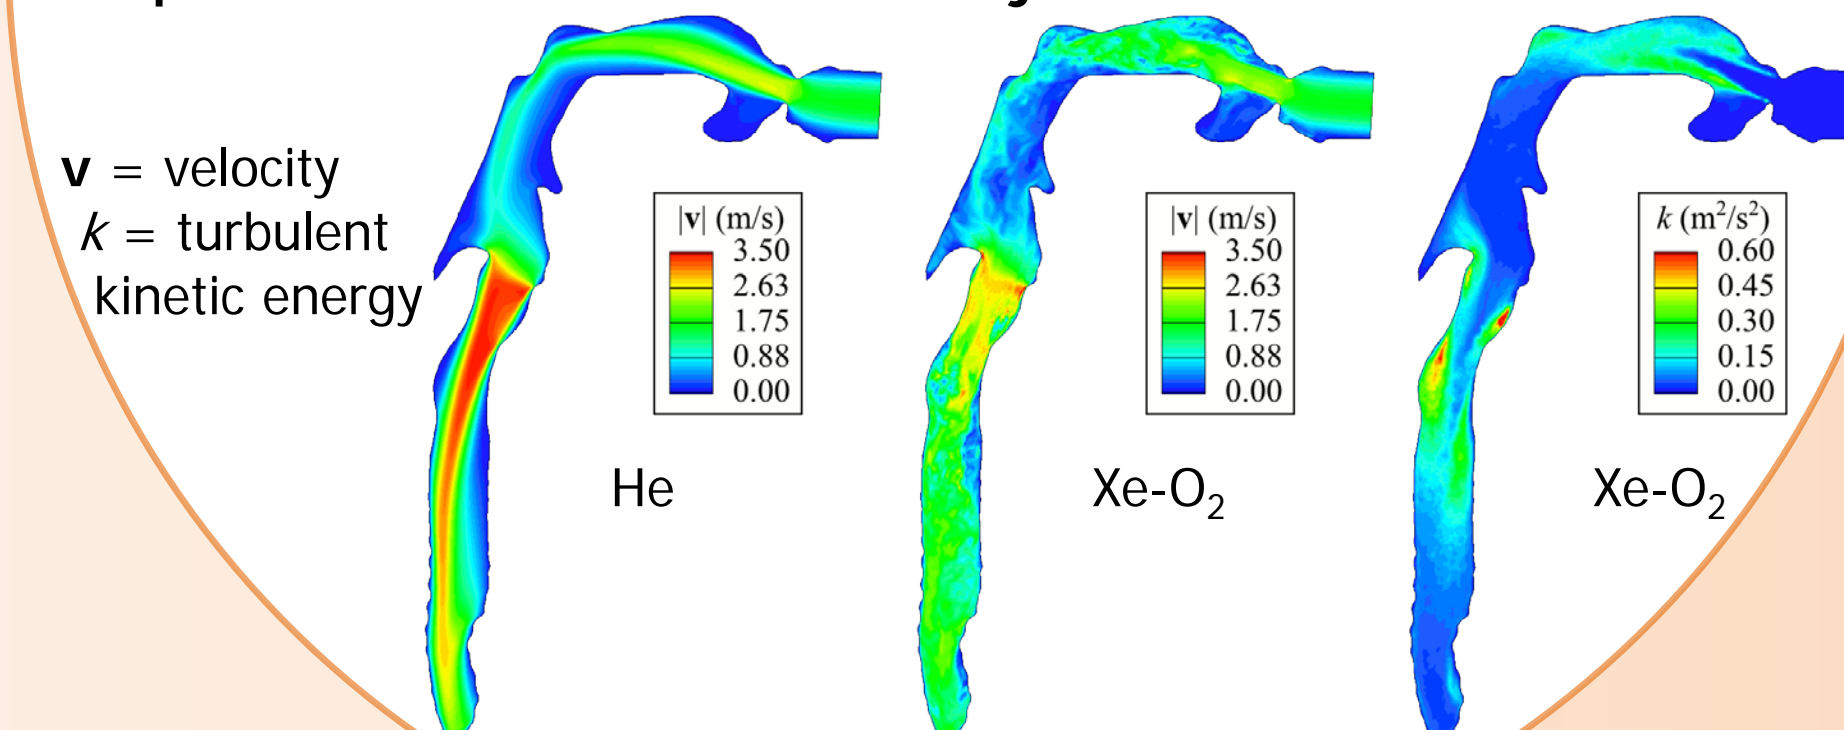 v = velocity
k = turbulent
kinetic energy
|v| (m/s)
3.50
2.63
1.75
0.88
0.00
He
|v| (m/s)
3.50
2.63
1.75
0.88
0.00
Xe-O₂
k (m²/s²)
0.60
0.45
0.30
0.15
0.00
Xe-O₂